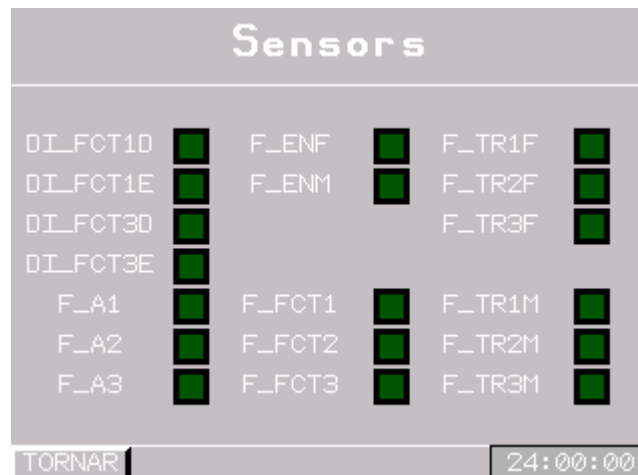 Sensors
DI_FCT1D F_ENF F_TR1F
DI_FCT1E F_ENM F_TR2F
DI_FCT3D F_TR3F
DI_FCT3E
F_A1 F_FCT1 F_TR1M
F_A2 F_FCT2 F_TR2M
F_A3 F_FCT3 F_TR3M
TORNAR 24:00:00